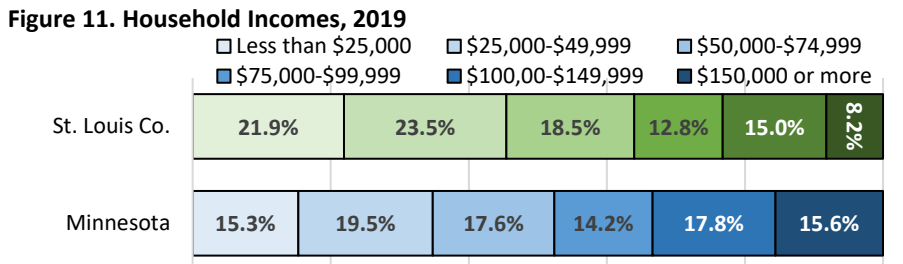 Figure 11. Household Incomes, 2019
Less than $25,000 $25,000-$49,999 $50,000-$74,999
$75,000-$99,999 $100,00-$149,999 $150,000 or more
St. Louis Co. 21.9% 23.5% 18.5% 12.8% 15.0% 8.2%
Minnesota 15.3% 19.5% 17.6% 14.2% 17.8% 15.6%